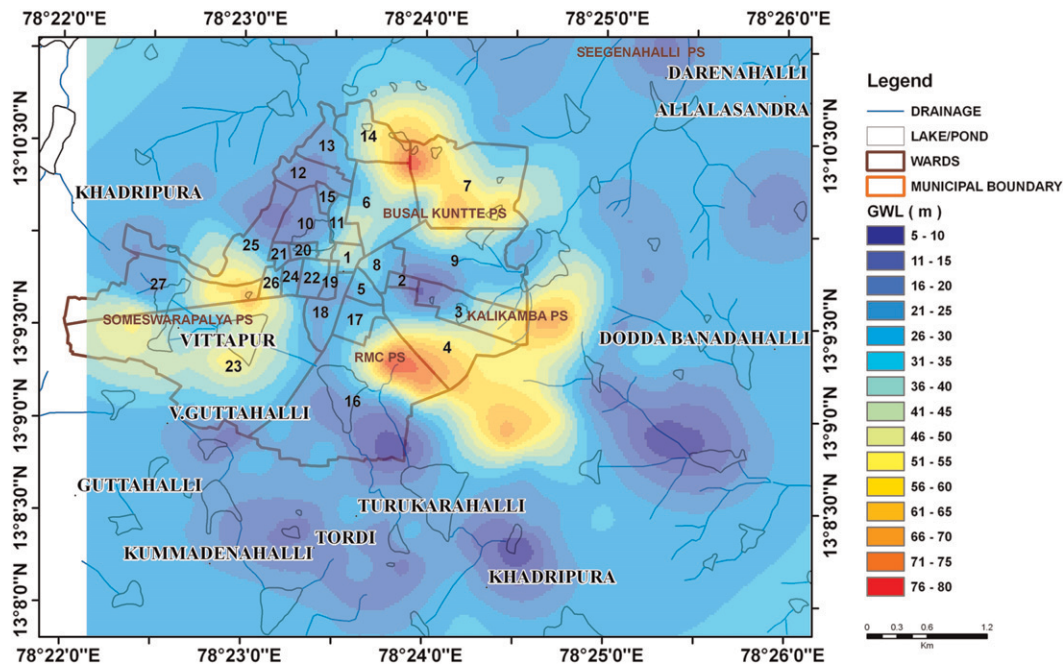 78°22'0"E 78°23'0"E 78°24'0"E 78°25'0"E 78°26'0"E
SEEGENAHALLI PS
DARENAHALLI
ALLALASANDRA
13°10'30"N
14
13°10'30"N
13
12
7
KHADRIPURA
15
6
BUSAL KUNTTE PS
10 11
25
20
21
1
9
8
27
26 24 22 19
2
5
3
SOMESWARAPALYA PS
18
17
KALIKAMBA PS
13°9'30"N
13°9'30"N
VITTAPUR
DODDA BANADAHALLI
RMC PS
4
23
16
13°9'0"N
V.GUTTAHALLI
13°9'0"N
GUTTAHALLI
TURUKARAHALLI
13°8'30"N
13°8'30"N
TORDI
KUMMADENAHALLI
KHADRIPURA
13°8'0"N
13°8'0"N
78°22'0"E 78°23'0"E 78°24'0"E 78°25'0"E 78°26'0"E
Legend
DRAINAGE
LAKE/POND
WARDS
MUNICIPAL BOUNDARY
GWL ( m )
5 - 10
11 - 15
16 - 20
21 - 25
26 - 30
31 - 35
36 - 40
41 - 45
46 - 50
51 - 55
56 - 60
61 - 65
66 - 70
71 - 75
76 - 80
0 0.3 0.6 1.2
Km